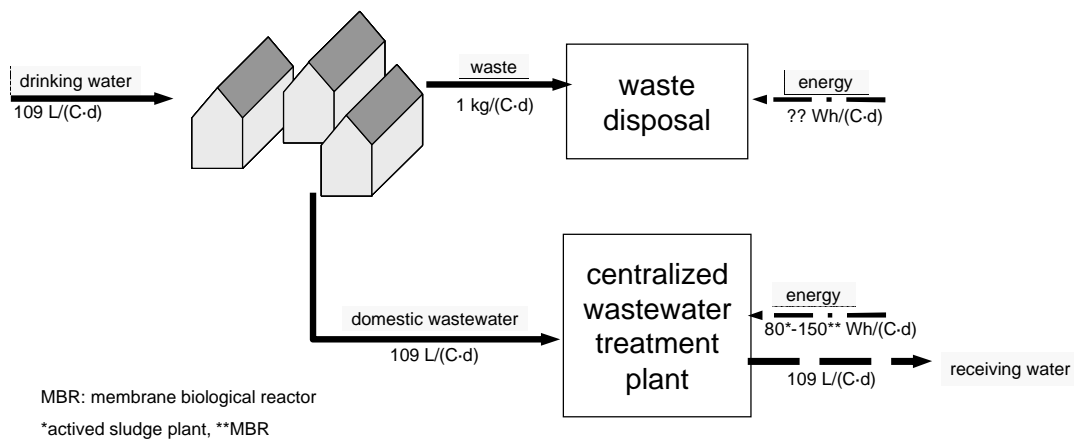 drinking water
109 L/(C·d)
waste
1 kg/(C·d)
waste
disposal
energy
?? Wh/(C·d)
domestic wastewater
109 L/(C·d)
centralized
wastewater
treatment
plant
energy
80*-150** Wh/(C·d)
109 L/(C·d)
receiving water
MBR: membrane biological reactor
*actived sludge plant, **MBR